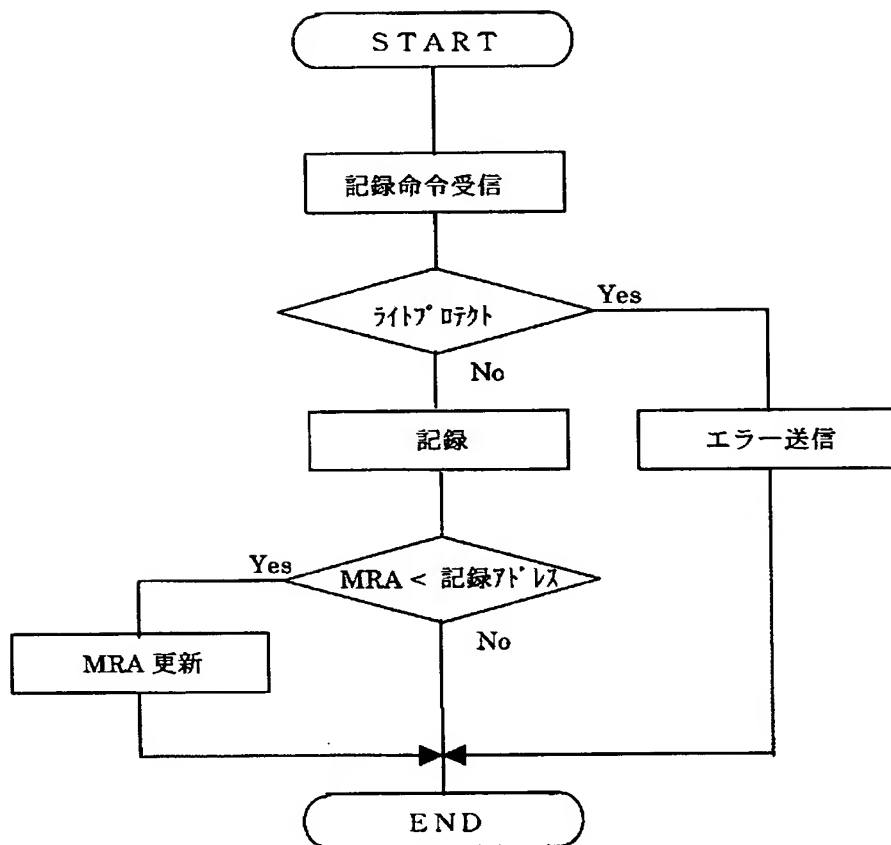 START
記録命令受信
ライトプロテクト
Yes
No
記録
エラー送信
Yes
MRA < 記録アドレス
No
MRA 更新
END